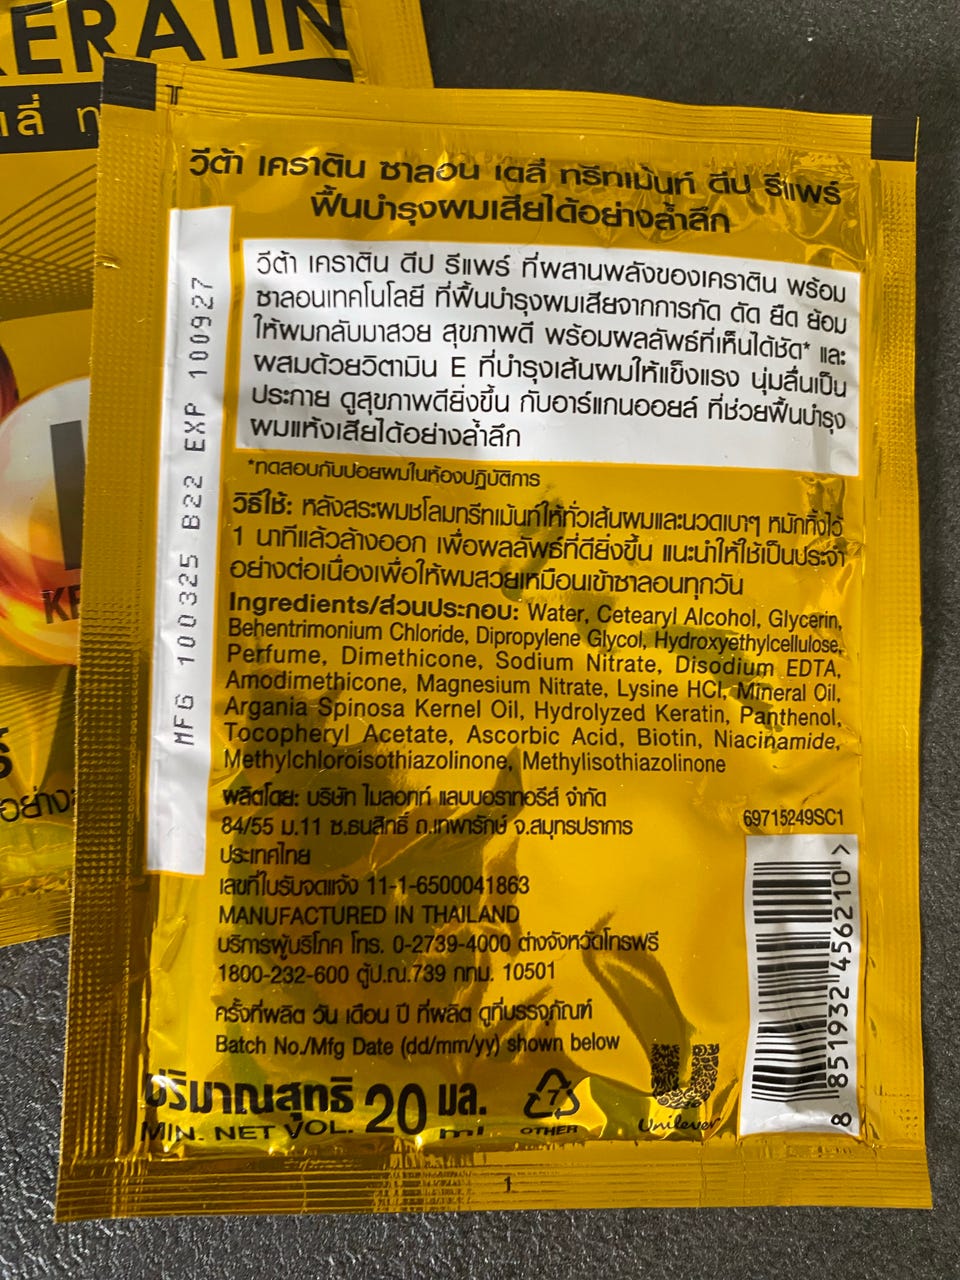 KERATIN
วีต้า เคราติน ซาลอน เดลี่ ทรีทเม้นท์ ดีป รีแพร์
ฟื้นบำรุงผมเสียได้อย่างล้ำลึก
วีต้า เคราติน ดีป รีแพร์ ที่ผสานพลังของเคราติน พร้อม
ซาลอนเทคโนโลยี ที่ฟื้นบำรุงผมเสียจากการกัด ดัด ยืด ย้อม
ให้ผมกลับมาสวย สุขภาพดี พร้อมผลลัพธ์ที่เห็นได้ชัด* และ
ผสมด้วยวิตามิน E ที่บำรุงเส้นผมให้แข็งแรง นุ่มลื่นเป็น
ประกาย ดูสุขภาพดียิ่งขึ้น กับอาร์แกนออยล์ ที่ช่วยฟื้นบำรุง
ผมแห้งเสียได้อย่างล้ำลึก
*ทดสอบกับปอยผมในห้องปฏิบัติการ
วิธีใช้: หลังสระผมชโลมทรีทเม้นท์ให้ทั่วเส้นผมและนวดเบาๆ หมักทิ้งไว้
1 นาทีแล้วล้างออก เพื่อผลลัพธ์ที่ดียิ่งขึ้น แนะนำให้ใช้เป็นประจำ
อย่างต่อเนื่องเพื่อให้ผมสวยเหมือนเข้าซาลอนทุกวัน
Ingredients/ส่วนประกอบ: Water, Cetearyl Alcohol, Glycerin,
Behentrimonium Chloride, Dipropylene Glycol, Hydroxyethylcellulose,
Perfume, Dimethicone, Sodium Nitrate, Disodium EDTA,
Amodimethicone, Magnesium Nitrate, Lysine HCl, Mineral Oil,
Argania Spinosa Kernel Oil, Hydrolyzed Keratin, Panthenol,
Tocopheryl Acetate, Ascorbic Acid, Biotin, Niacinamide,
Methylchloroisothiazolinone, Methylisothiazolinone
ผลิตโดย: บริษัท ไมลอทท์ แลบบอราทอรีส์ จำกัด
84/55 ม.11 ซ.ธนสิทธิ์ ถ.เทพารักษ์ จ.สมุทรปราการ
ประเทศไทย
เลขที่ใบรับจดแจ้ง 11-1-6500041863
MANUFACTURED IN THAILAND
บริการผู้บริโภค โทร. 0-2739-4000 ต่างจังหวัดโทรฟรี
1800-232-600 ตู้ป.ณ.739 กทม. 10501
ครั้งที่ผลิต วัน เดือน ปี ที่ผลิต ดูที่บรรจุภัณฑ์
Batch No./Mfg Date (dd/mm/yy) shown below
ปริมาณสุทธิ 20 มล.
MIN. NET VOL. ml
7
OTHER
Unilever
69715249SC1
8 851932 456210 >
MFG 100325 B22 EXP 100927
1